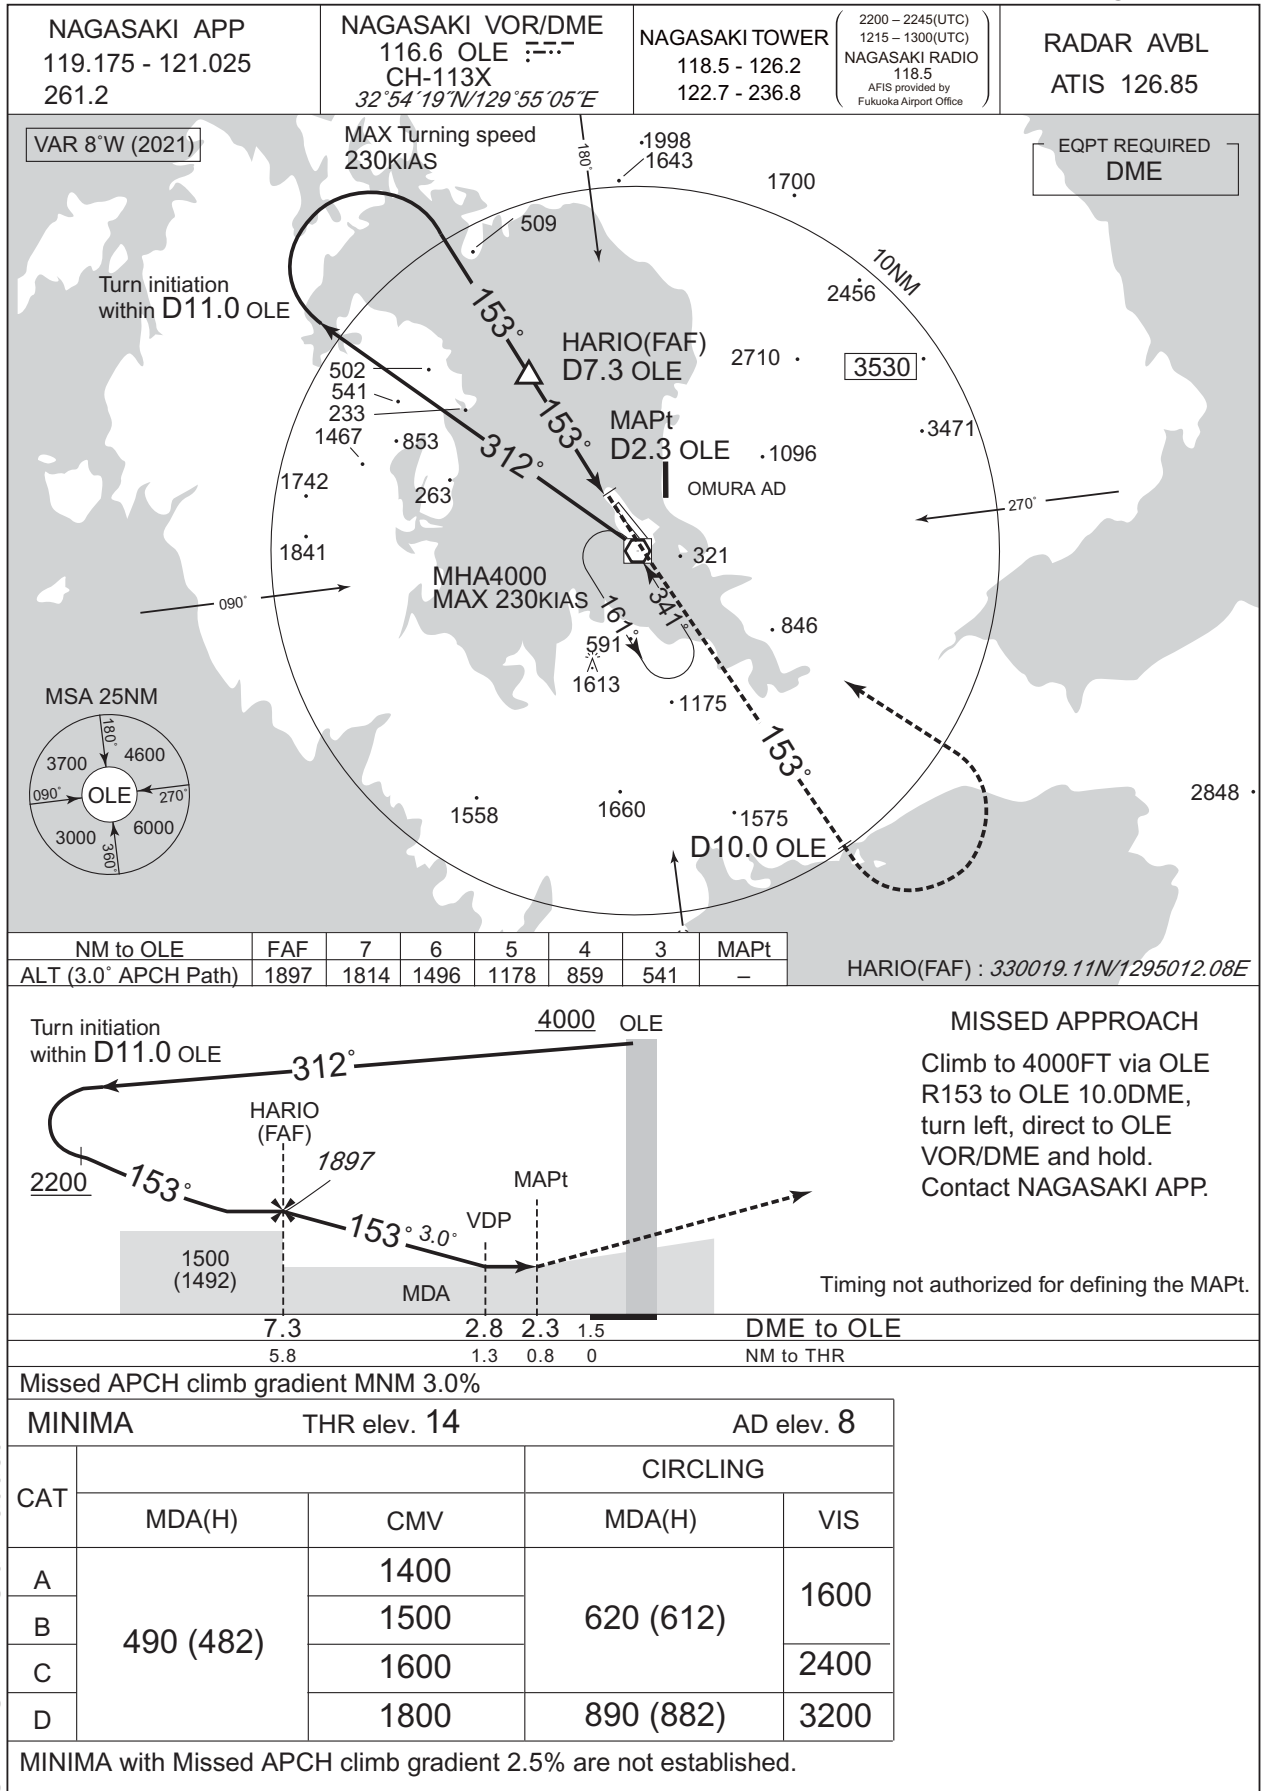 NAGASAKI APP
119.175 - 121.025
261.2
NAGASAKI VOR/DME
116.6 OLE
CH-113X
32˚54´19˝N/129˚55´05˝E
NAGASAKI TOWER
118.5 - 126.2
122.7 - 236.8
2200 – 2245(UTC)
1215 – 1300(UTC)
NAGASAKI RADIO
118.5
AFIS provided by
Fukuoka Airport Office
RADAR AVBL
ATIS 126.85
VAR 8˚W (2021)
MAX Turning speed
230KIAS
180˚
1998
1643
1700
EQPT REQUIRED
DME
509
10NM
2456
Turn initiation
within D11.0 OLE
153˚
HARIO(FAF)
D7.3 OLE
2710
3530
502
541
233
1467
853
153˚
312˚
MAPt
D2.3 OLE
1096
3471
1742
263
OMURA AD
270˚
1841
321
MHA4000
MAX 230KIAS
090˚
161˚
341˚
591
1613
846
1175
MSA 25NM
180˚
3700
4600
090˚
OLE
270˚
3000
6000
360˚
153˚
2848
1558
1660
1575
D10.0 OLE
NM to OLE FAF 7 6 5 4 3 MAPt
ALT (3.0˚ APCH Path) 1897 1814 1496 1178 859 541 –
HARIO(FAF) : 330019.11N/1295012.08E
Turn initiation
within D11.0 OLE
4000 OLE
312˚
HARIO
(FAF)
1897
2200
153˚
153˚ 3.0˚
VDP
MAPt
1500
(1492)
MDA
MISSED APPROACH
Climb to 4000FT via OLE
R153 to OLE 10.0DME,
turn left, direct to OLE
VOR/DME and hold.
Contact NAGASAKI APP.
Timing not authorized for defining the MAPt.
7.3 2.8 2.3 1.5 DME to OLE
5.8 1.3 0.8 0 NM to THR
Missed APCH climb gradient MNM 3.0%
MINIMA THR elev. 14 AD elev. 8
CAT
CIRCLING
MDA(H) CMV MDA(H) VIS
A 1400
B 1500
490 (482)
620 (612)
1600
C 1600 2400
D 1800 890 (882) 3200
MINIMA with Missed APCH climb gradient 2.5% are not established.